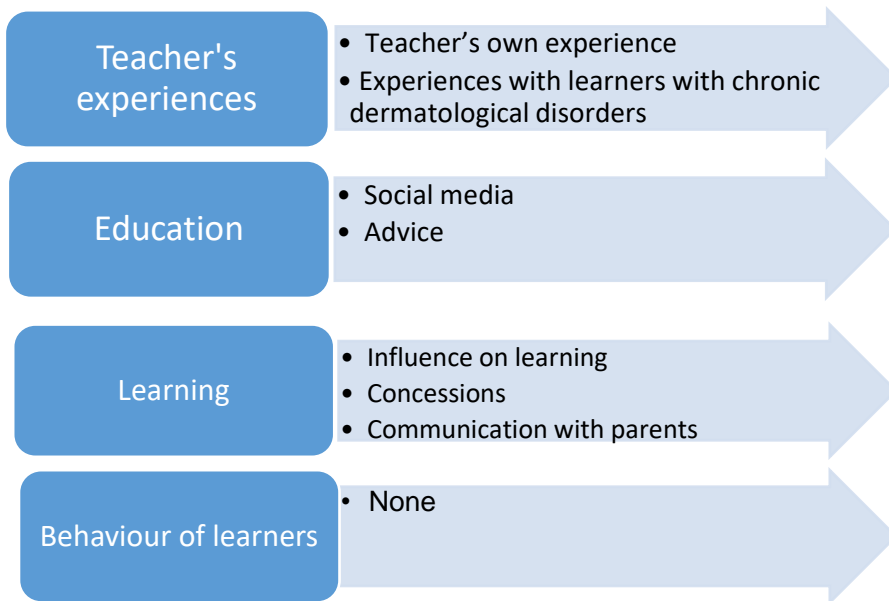 Teacher's
experiences
• Teacher’s own experience
• Experiences with learners with chronic
dermatological disorders
Education
• Social media
• Advice
Learning
• Influence on learning
• Concessions
• Communication with parents
Behaviour of learners
• None